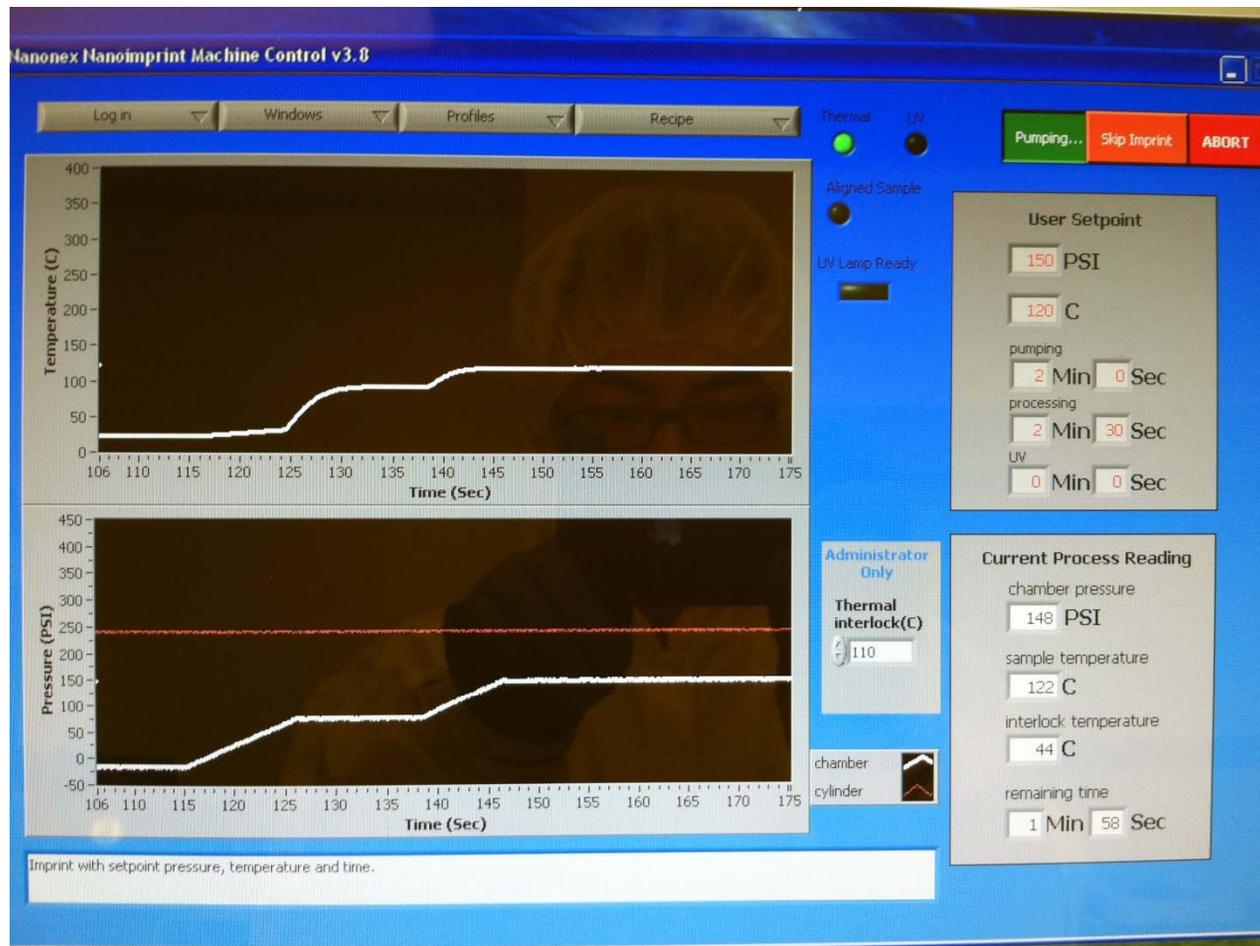 Nanonex Nanoimprint Machine Control v3.8
Log in Windows Profiles Recipe
Thermal UV
Pumping... Skip Imprint ABORT
Aligned Sample
UV Lamp Ready
400
350
300
250
200
150
100
50
0
Temperature (C)
106 110 115 120 125 130 135 140 145 150 155 160 165 170 175
Time (Sec)
450
400
350
300
250
200
150
100
50
0
-50
Pressure (PSI)
106 110 115 120 125 130 135 140 145 150 155 160 165 170 175
Time (Sec)
User Setpoint
150 PSI
120 C
pumping
2 Min 0 Sec
processing
2 Min 30 Sec
UV
0 Min 0 Sec
Administrator
Only
Thermal
interlock(C)
110
chamber
cylinder
Current Process Reading
chamber pressure
148 PSI
sample temperature
122 C
interlock temperature
44 C
remaining time
1 Min 58 Sec
Imprint with setpoint pressure, temperature and time.